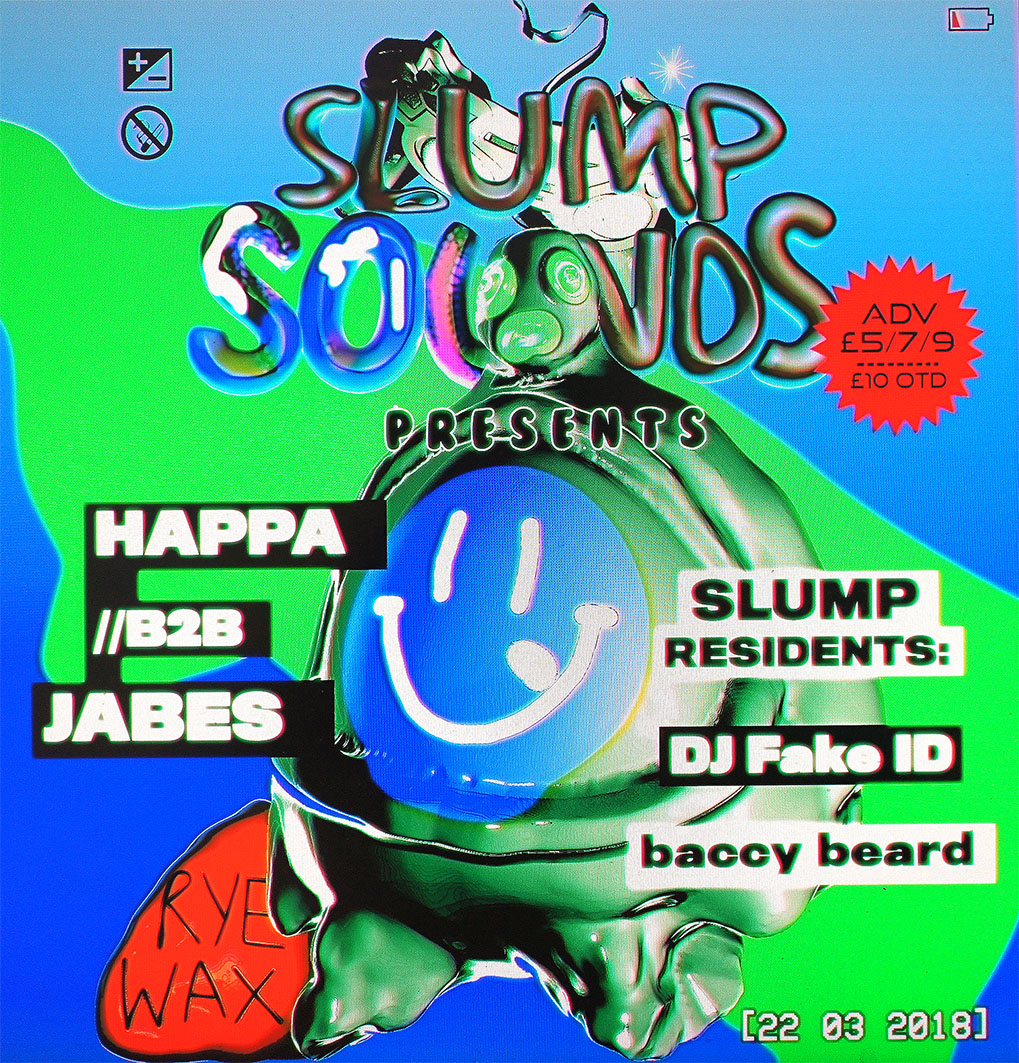 SLUMP
SOUNDS
ADV
£5/7/9
£10 OTD
PRESENTS
HAPPA
//B2B
JABES
SLUMP
RESIDENTS:
DJ Fake ID
baccy beard
RYE
WAX
[22 03 2018]